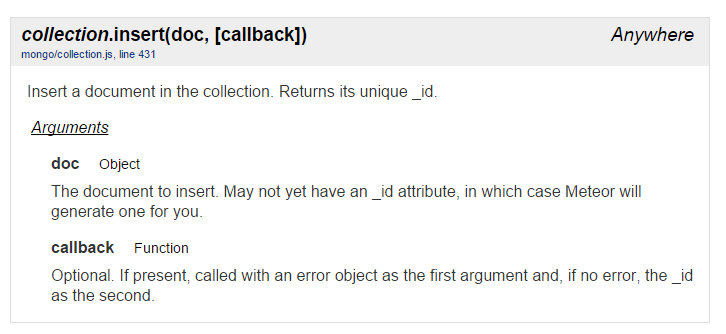 collection.insert(doc, [callback]) Anywhere
mongo/collection.js, line 431
Insert a document in the collection. Returns its unique _id.
Arguments
doc Object
The document to insert. May not yet have an _id attribute, in which case Meteor will
generate one for you.
callback Function
Optional. If present, called with an error object as the first argument and, if no error, the _id
as the second.